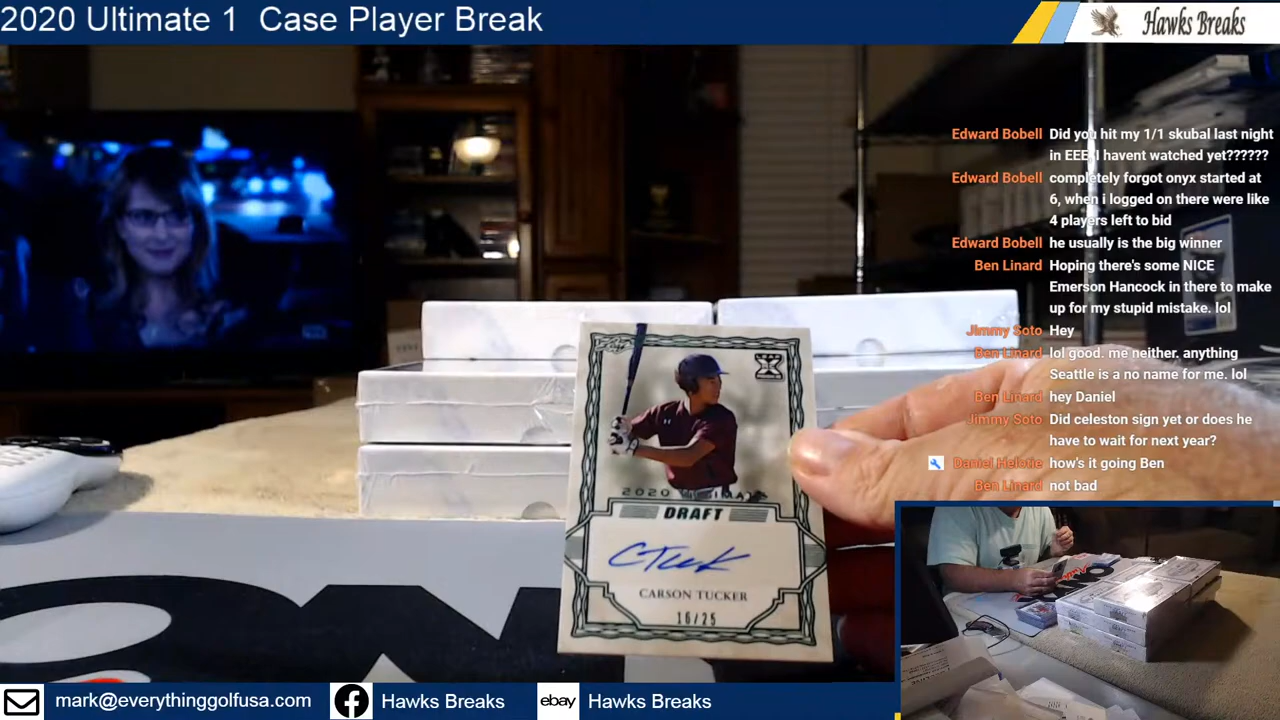 2020 Ultimate 1 Case Player Break
Hawks Breaks
Edward Bobell Did you hit my 1/1 skubal last night
in EEE, I havent watched yet??????
Edward Bobell completely forgot onyx started at
6, when i logged on there were like
4 players left to bid
Edward Bobell he usually is the big winner
Ben Linard Hoping there's some NICE
Emerson Hancock in there to make
up for my stupid mistake. lol
Jimmy Soto Hey
Ben Linard lol good. me neither. anything
Seattle is a no name for me. lol
Ben Linard hey Daniel
Jimmy Soto Did celeston sign yet or does he
have to wait for next year?
Daniel Heintie how's it going Ben
Ben Linard not bad
Leaf
2020 ULTIMATE
DRAFT
C Tuck
CARSON TUCKER
16/25
mark@everythinggolfusa.com
Hawks Breaks
ebay
Hawks Breaks